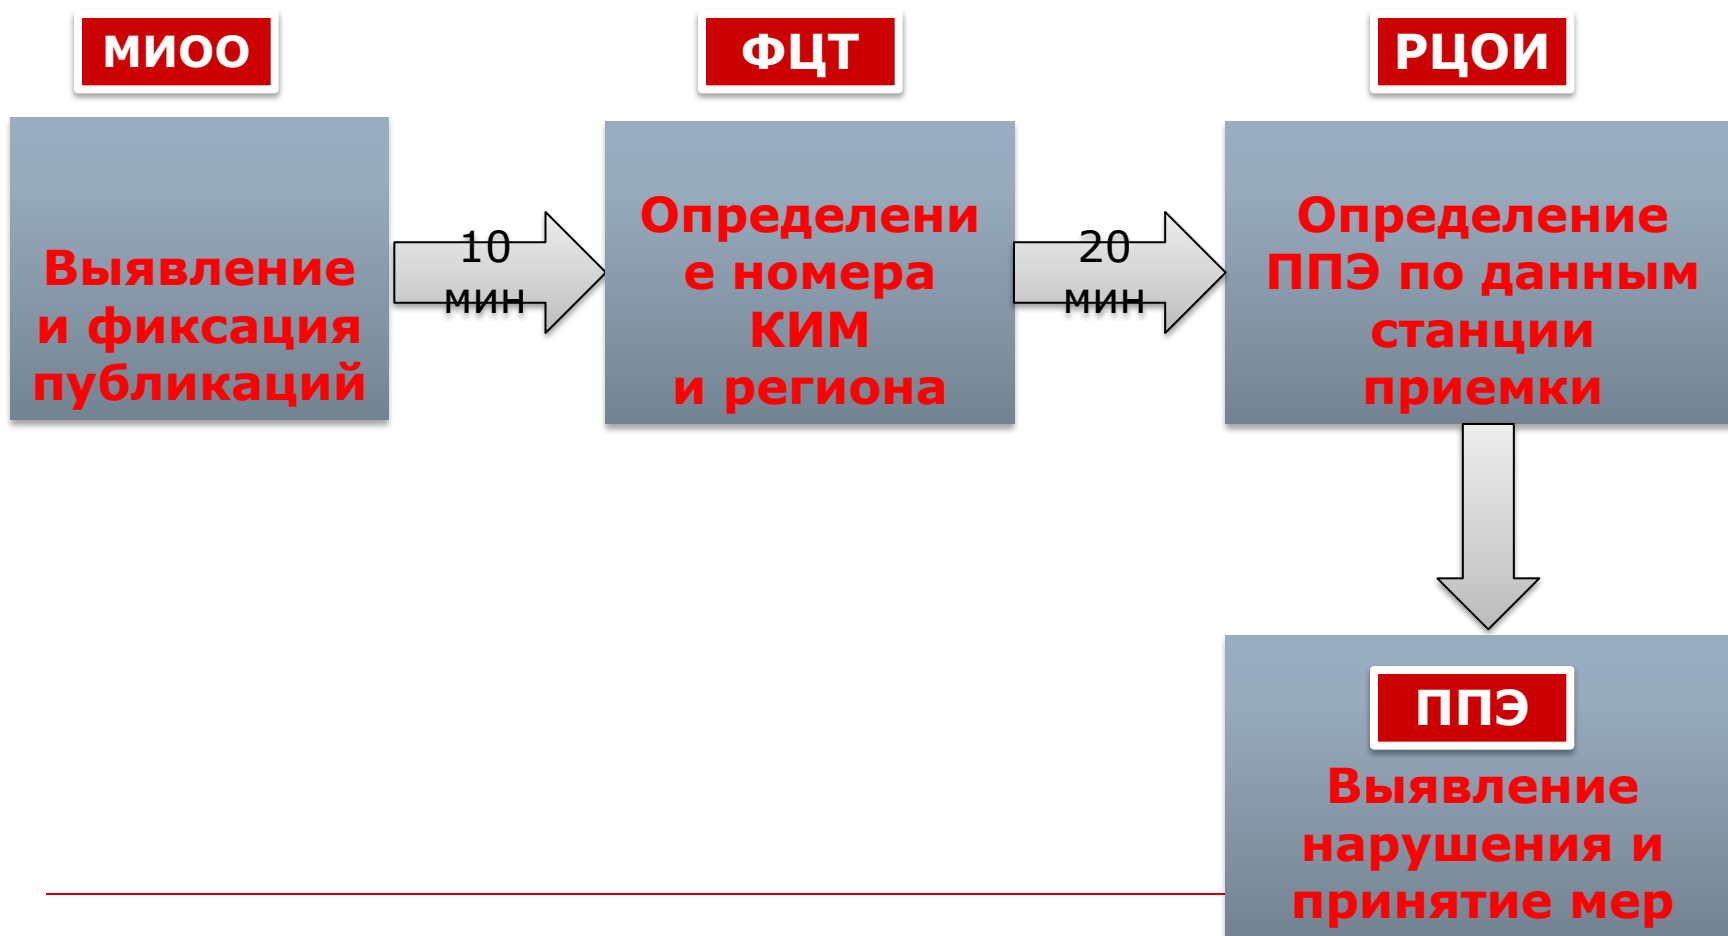 МИОО
Выявление
и фиксация
публикаций
10
мин
ФЦТ
Определени
е номера
КИМ
и региона
20
мин
РЦОИ
Определение
ППЭ по данным
станции
приемки
ППЭ
Выявление
нарушения и
принятие мер